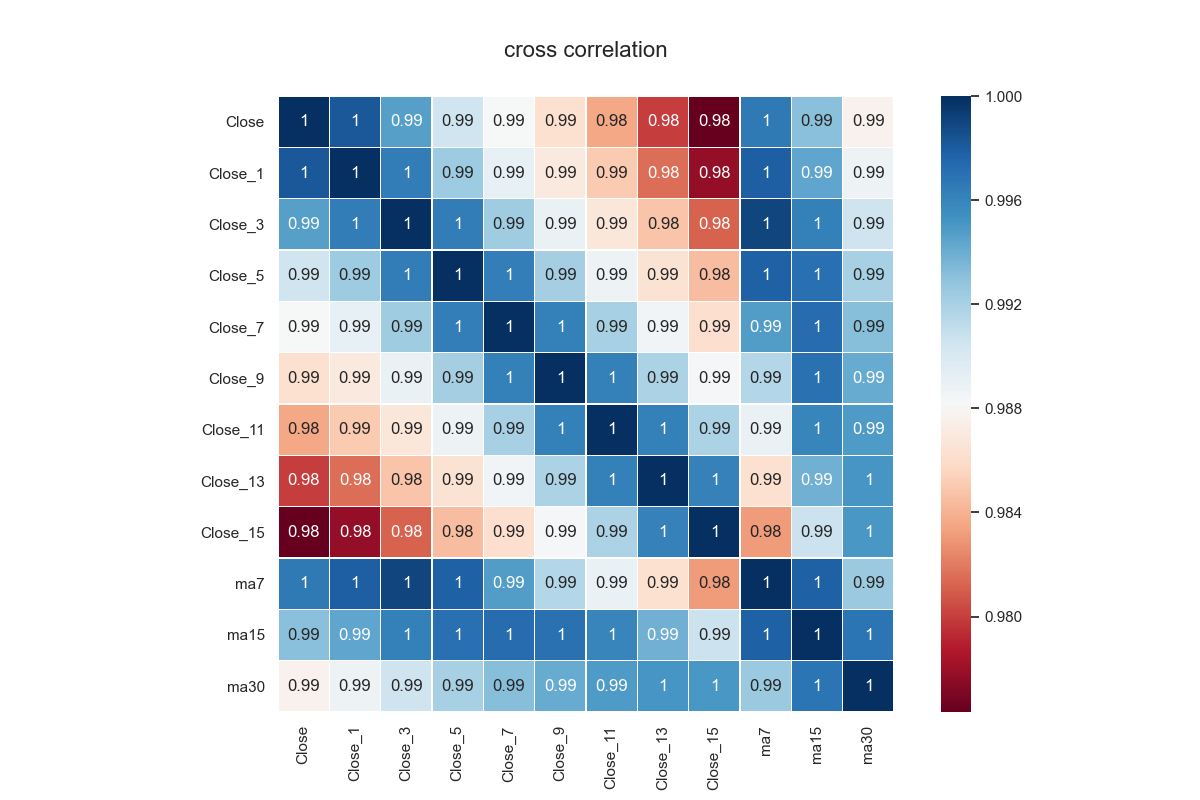 cross correlation
Close 1 1 0.99 0.99 0.99 0.99 0.98 0.98 0.98 1 0.99 0.99
Close_1 1 1 1 0.99 0.99 0.99 0.99 0.98 0.98 1 0.99 0.99
Close_3 0.99 1 1 1 0.99 0.99 0.99 0.98 0.98 1 1 0.99
Close_5 0.99 0.99 1 1 1 0.99 0.99 0.99 0.98 1 1 0.99
Close_7 0.99 0.99 0.99 1 1 1 0.99 0.99 0.99 0.99 1 0.99
Close_9 0.99 0.99 0.99 0.99 1 1 1 0.99 0.99 0.99 1 0.99
Close_11 0.98 0.99 0.99 0.99 0.99 1 1 1 0.99 0.99 1 0.99
Close_13 0.98 0.98 0.98 0.99 0.99 0.99 1 1 1 0.99 0.99 1
Close_15 0.98 0.98 0.98 0.98 0.99 0.99 0.99 1 1 0.98 0.99 1
ma7 1 1 1 1 0.99 0.99 0.99 0.99 0.98 1 1 0.99
ma15 0.99 0.99 1 1 1 1 1 0.99 0.99 1 1 1
ma30 0.99 0.99 0.99 0.99 0.99 0.99 0.99 1 1 0.99 1 1
Close Close_1 Close_3 Close_5 Close_7 Close_9 Close_11 Close_13 Close_15 ma7 ma15 ma30
1.000
0.996
0.992
0.988
0.984
0.980